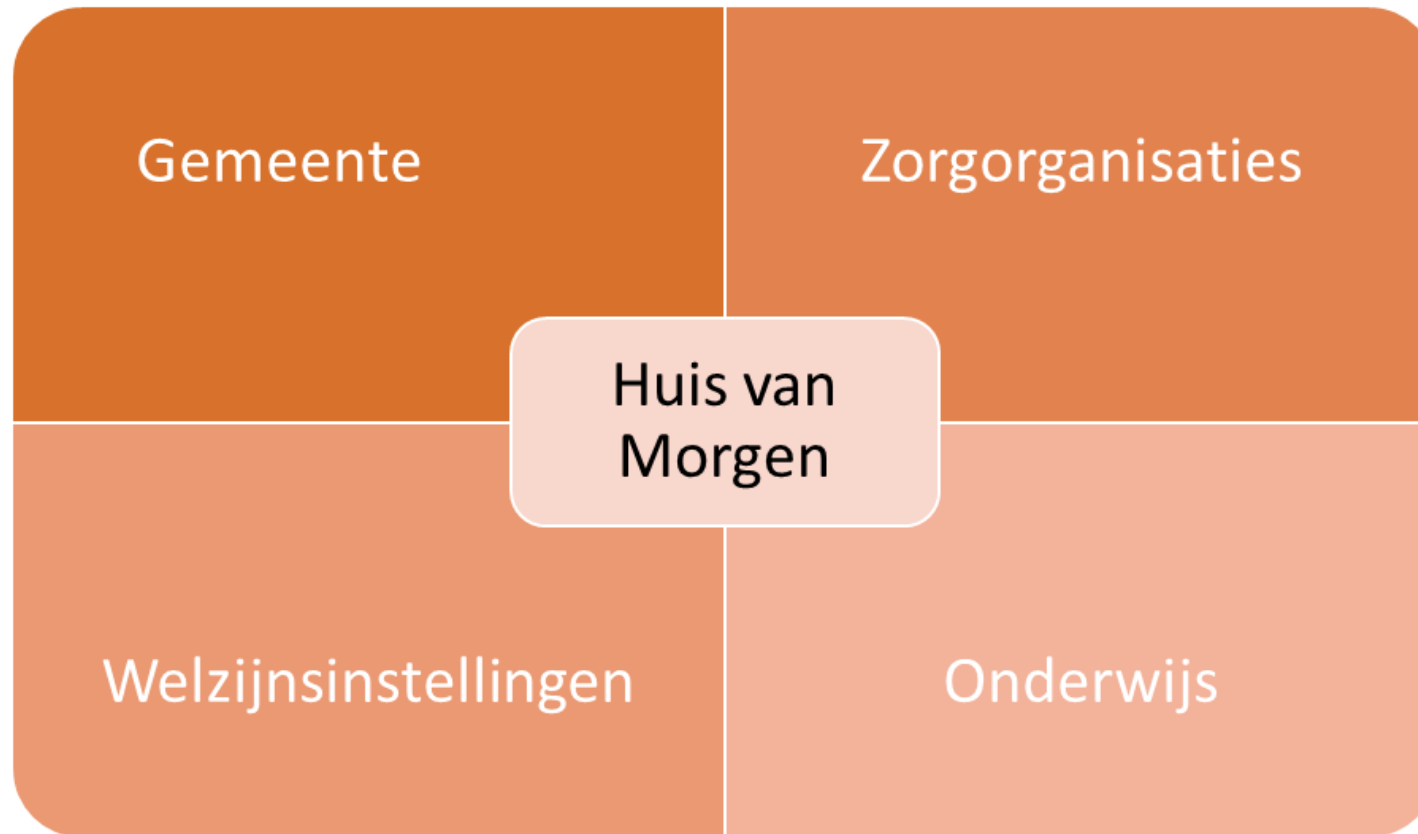 Gemeente
Zorgorganisaties
Huis van
Morgen
Welzijnsinstellingen
Onderwijs